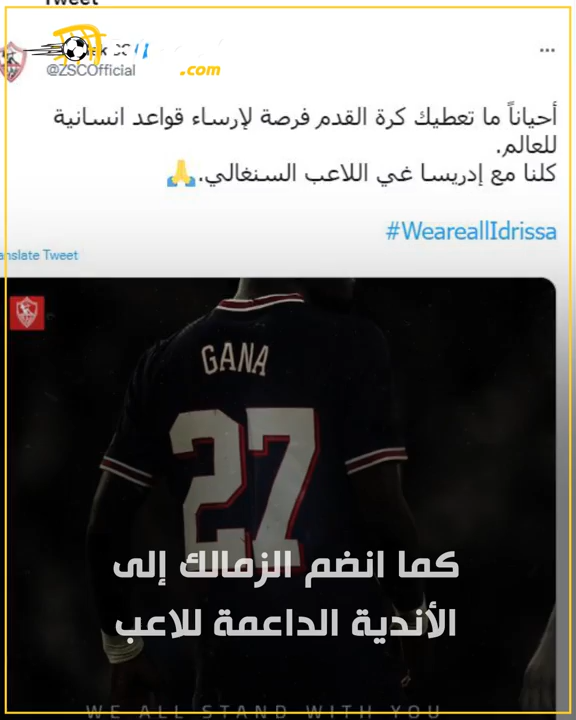 Tweet
@ZSCOfficial
.com
...
أحياناً ما تعطيك كرة القدم فرصة لإرساء قواعد انسانية
للعالم.
كلنا مع إدريسا غي اللاعب السنغالي.🙏
#WeareallIdrissa
anslate Tweet
GANA
27
كما انضم الزمالك إلى
الأندية الداعمة للاعب
WE ALL STAND WITH YOU